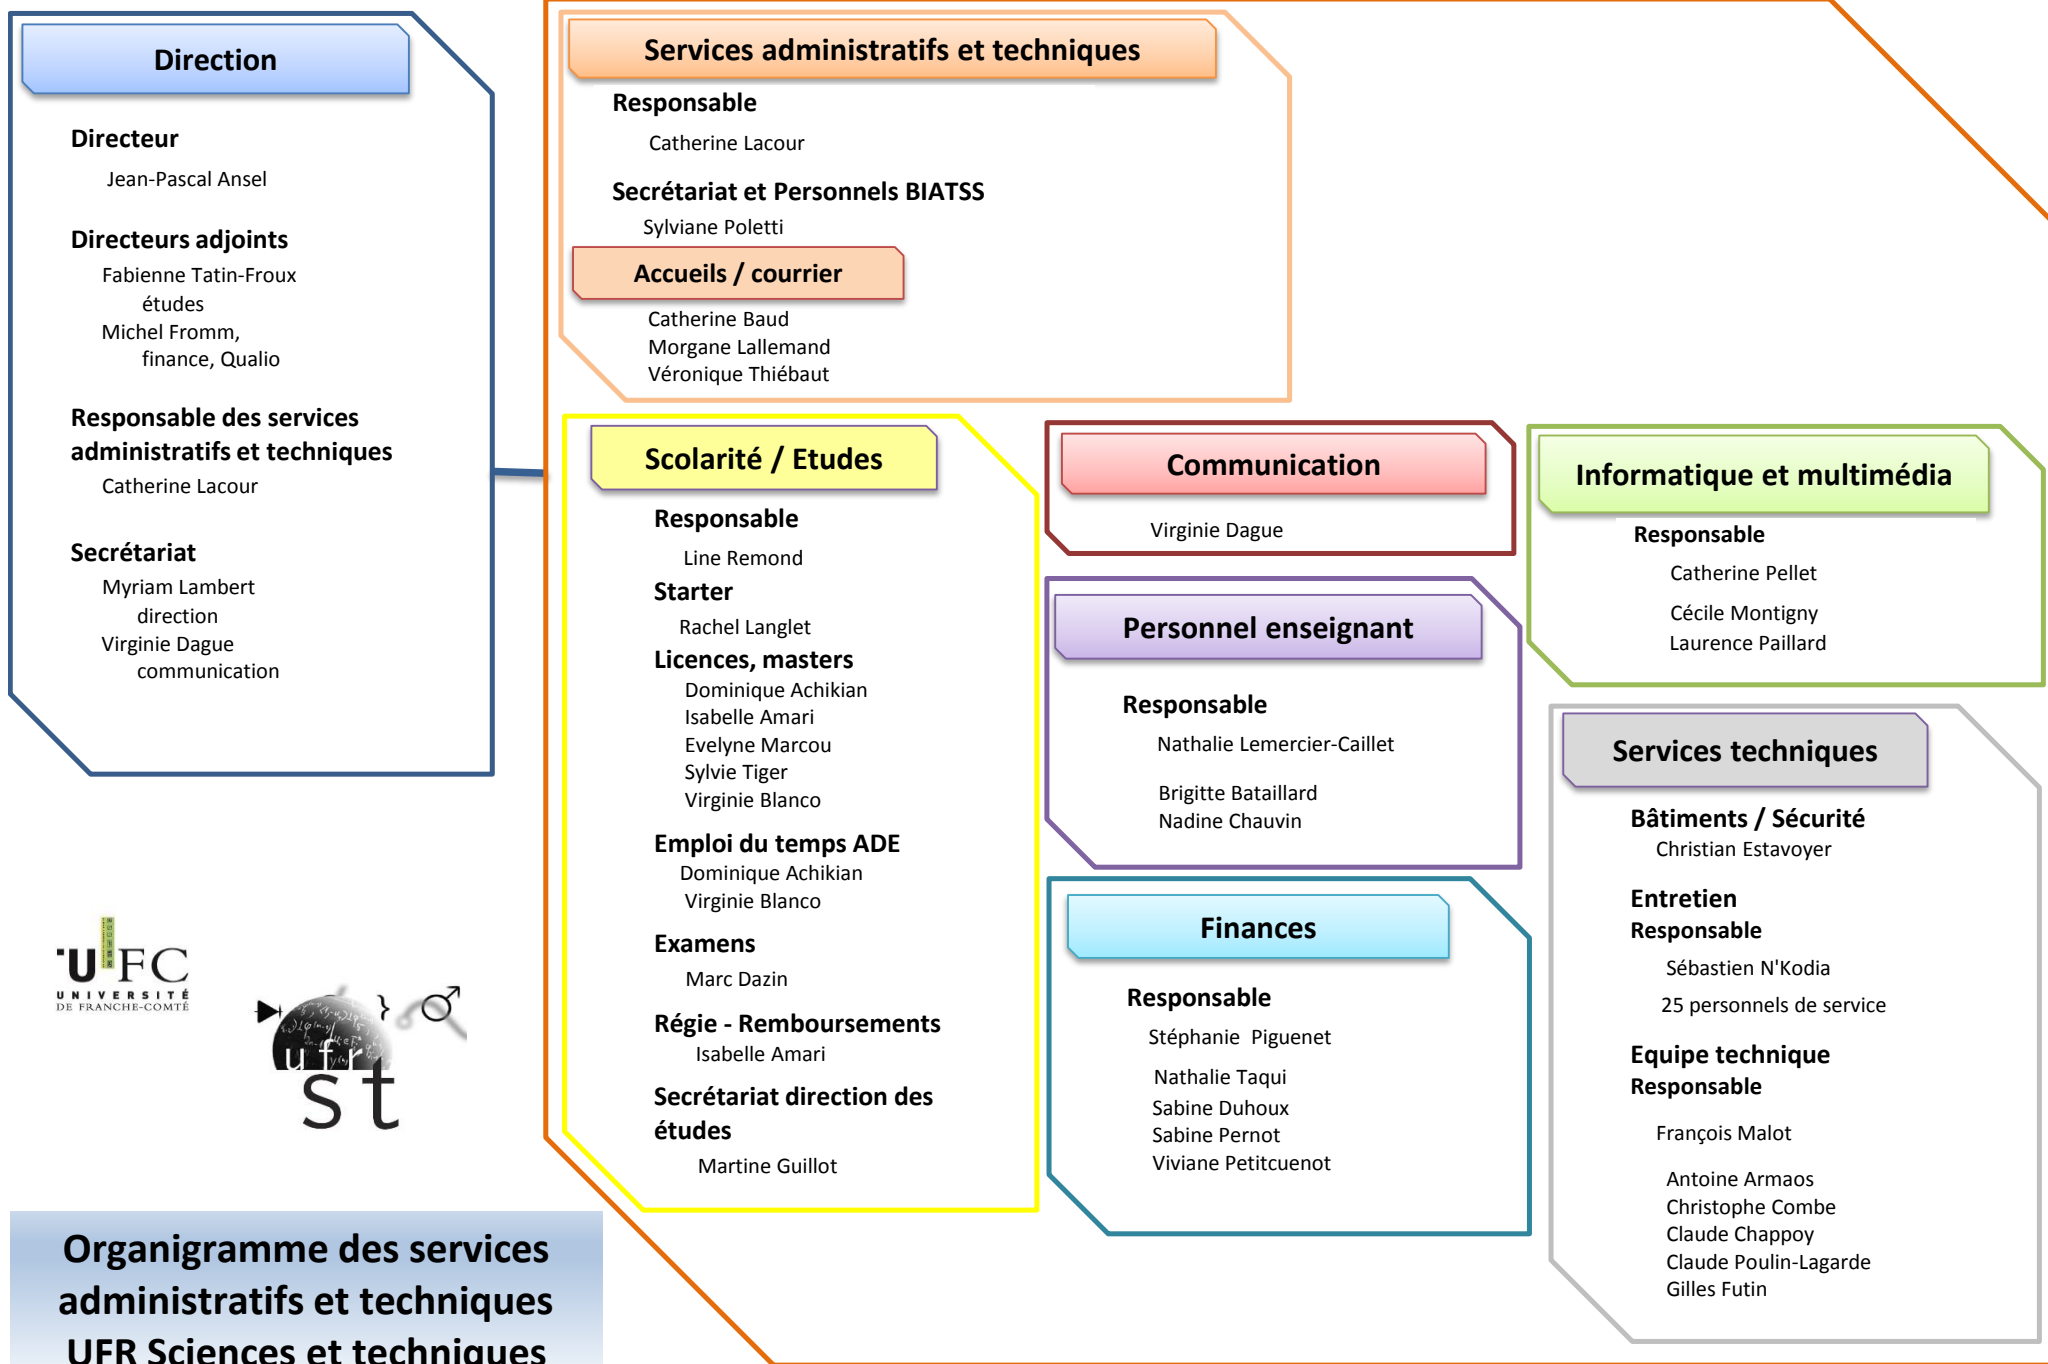 Direction
Directeur
Jean-Pascal Ansel
Directeurs adjoints
Fabienne Tatin-Froux
études
Michel Fromm,
finance, Qualio
Responsable des services
administratifs et techniques
Catherine Lacour
Secrétariat
Myriam Lambert
direction
Virginie Dague
communication
Services administratifs et techniques
Responsable
Catherine Lacour
Secrétariat et Personnels BIATSS
Sylviane Poletti
Accueils / courrier
Catherine Baud
Morgane Lallemand
Véronique Thiébaut
Scolarité / Etudes
Responsable
Line Remond
Starter
Rachel Langlet
Licences, masters
Dominique Achikian
Isabelle Amari
Evelyne Marcou
Sylvie Tiger
Virginie Blanco
Emploi du temps ADE
Dominique Achikian
Virginie Blanco
Examens
Marc Dazin
Régie - Remboursements
Isabelle Amari
Secrétariat direction des
études
Martine Guillot
Communication
Virginie Dague
Personnel enseignant
Responsable
Nathalie Lemercier-Caillet
Brigitte Bataillard
Nadine Chauvin
Finances
Responsable
Stéphanie  Piguenet
Nathalie Taqui
Sabine Duhoux
Sabine Pernot
Viviane Petitcuenot
Informatique et multimédia
Responsable
Catherine Pellet
Cécile Montigny
Laurence Paillard
Services techniques
Bâtiments / Sécurité
Christian Estavoyer
Entretien
Responsable
Sébastien N'Kodia
25 personnels de service
Equipe technique
Responsable
François Malot
Antoine Armaos
Christophe Combe
Claude Chappoy
Claude Poulin-Lagarde
Gilles Futin
UFC
UNIVERSITÉ
DE FRANCHE-COMTÉ
ufr
st
Organigramme des services
administratifs et techniques
UFR Sciences et techniques